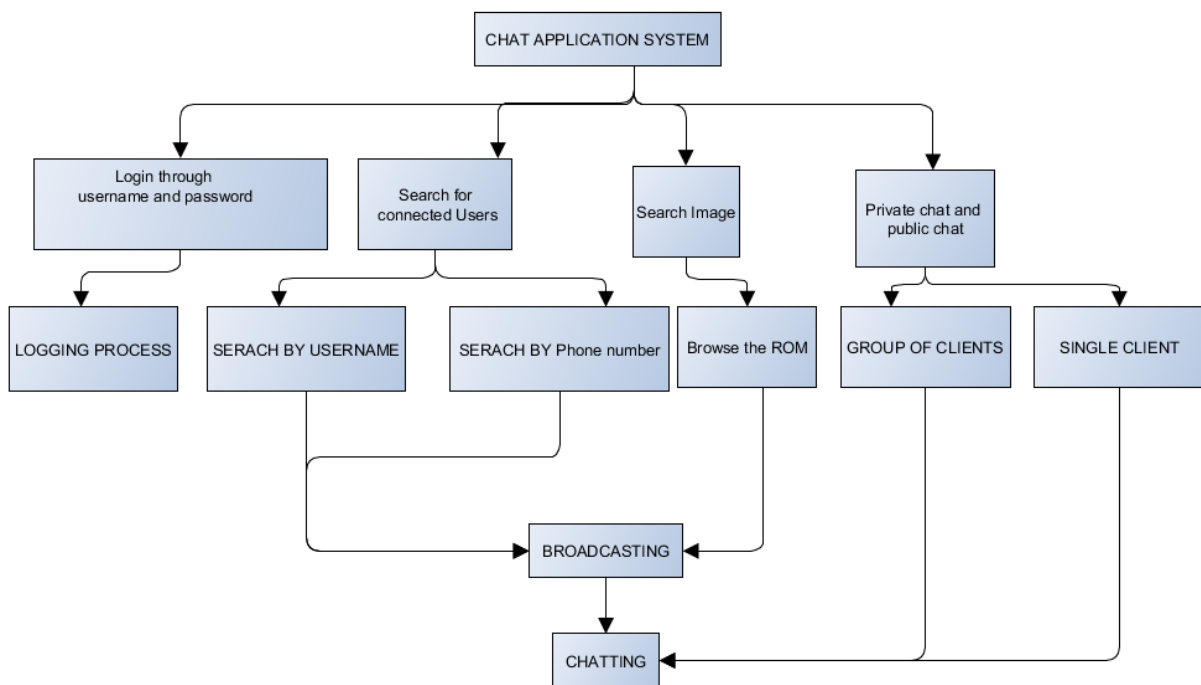 CHAT APPLICATION SYSTEM
Login through
username and password
Search for
connected Users
Search Image
Private chat and
public chat
LOGGING PROCESS
SERACH BY USERNAME
SERACH BY Phone number
Browse the ROM
GROUP OF CLIENTS
SINGLE CLIENT
BROADCASTING
CHATTING